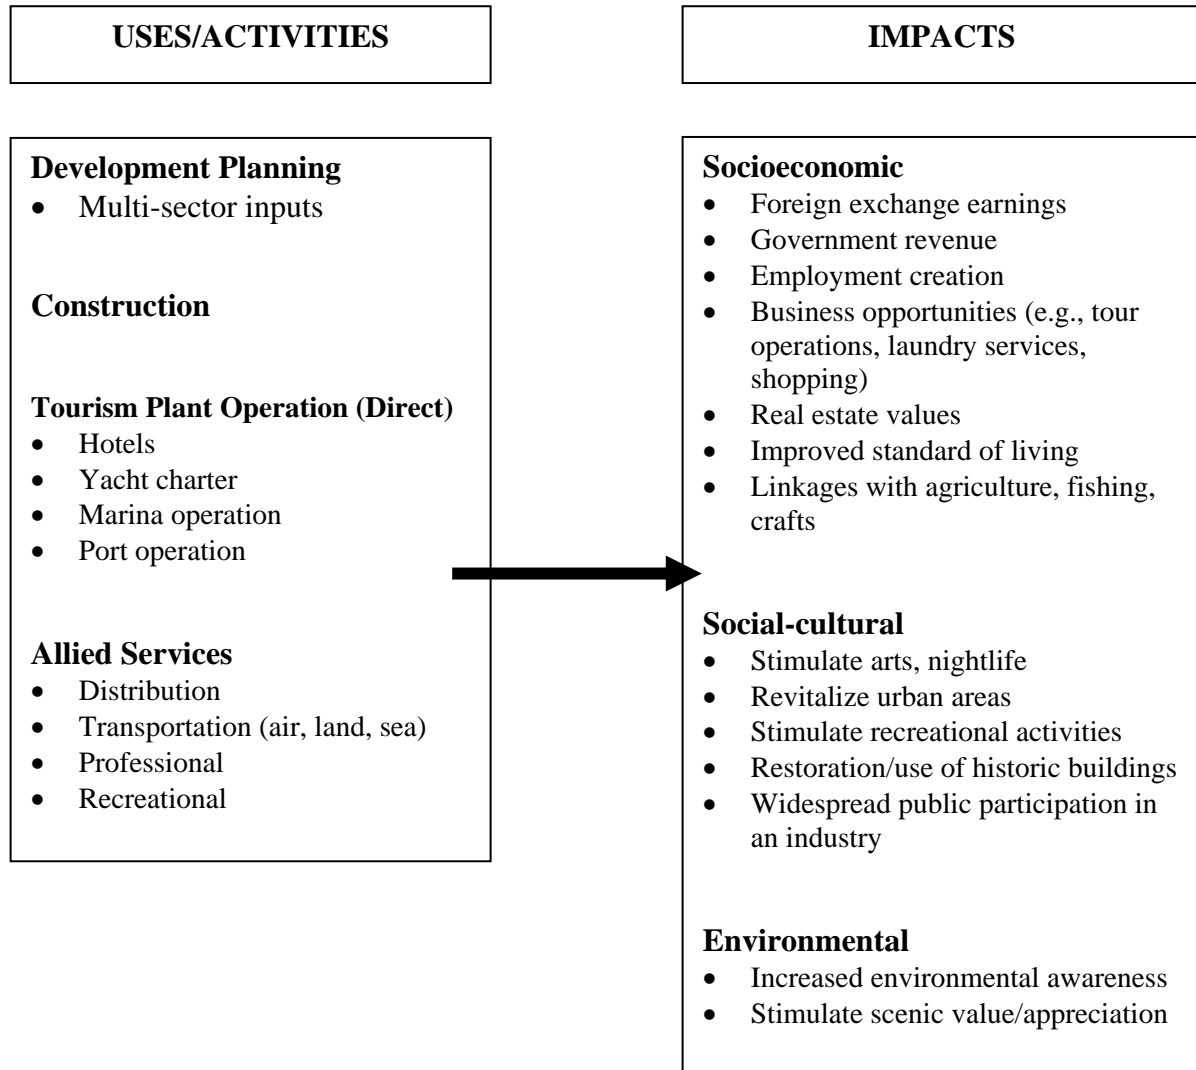 USES/ACTIVITIES
Development Planning
• Multi-sector inputs
Construction
Tourism Plant Operation (Direct)
• Hotels
• Yacht charter
• Marina operation
• Port operation
Allied Services
• Distribution
• Transportation (air, land, sea)
• Professional
• Recreational
IMPACTS
Socioeconomic
• Foreign exchange earnings
• Government revenue
• Employment creation
• Business opportunities (e.g., tour
operations, laundry services,
shopping)
• Real estate values
• Improved standard of living
• Linkages with agriculture, fishing,
crafts
Social-cultural
• Stimulate arts, nightlife
• Revitalize urban areas
• Stimulate recreational activities
• Restoration/use of historic buildings
• Widespread public participation in
an industry
Environmental
• Increased environmental awareness
• Stimulate scenic value/appreciation